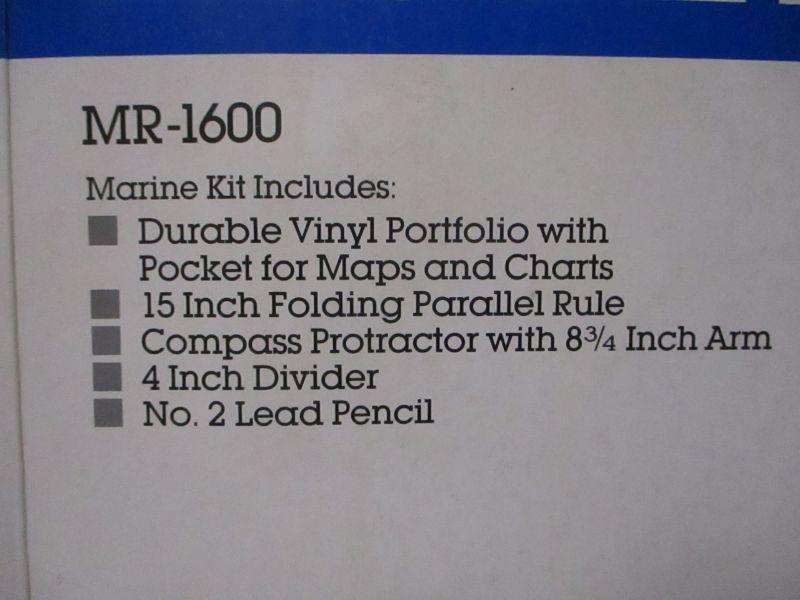 MR-1600
Marine Kit Includes:
Durable Vinyl Portfolio with
Pocket for Maps and Charts
15 Inch Folding Parallel Rule
Compass Protractor with 8¾ Inch Arm
4 Inch Divider
No. 2 Lead Pencil